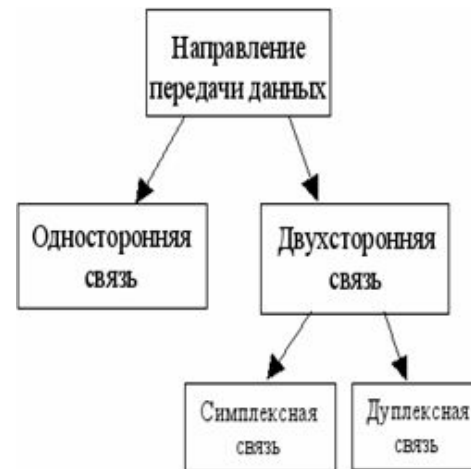 Направление
передачи данных
Односторонняя
связь
Двухсторонняя
связь
Симплексная
связь
Дуплексная
связь